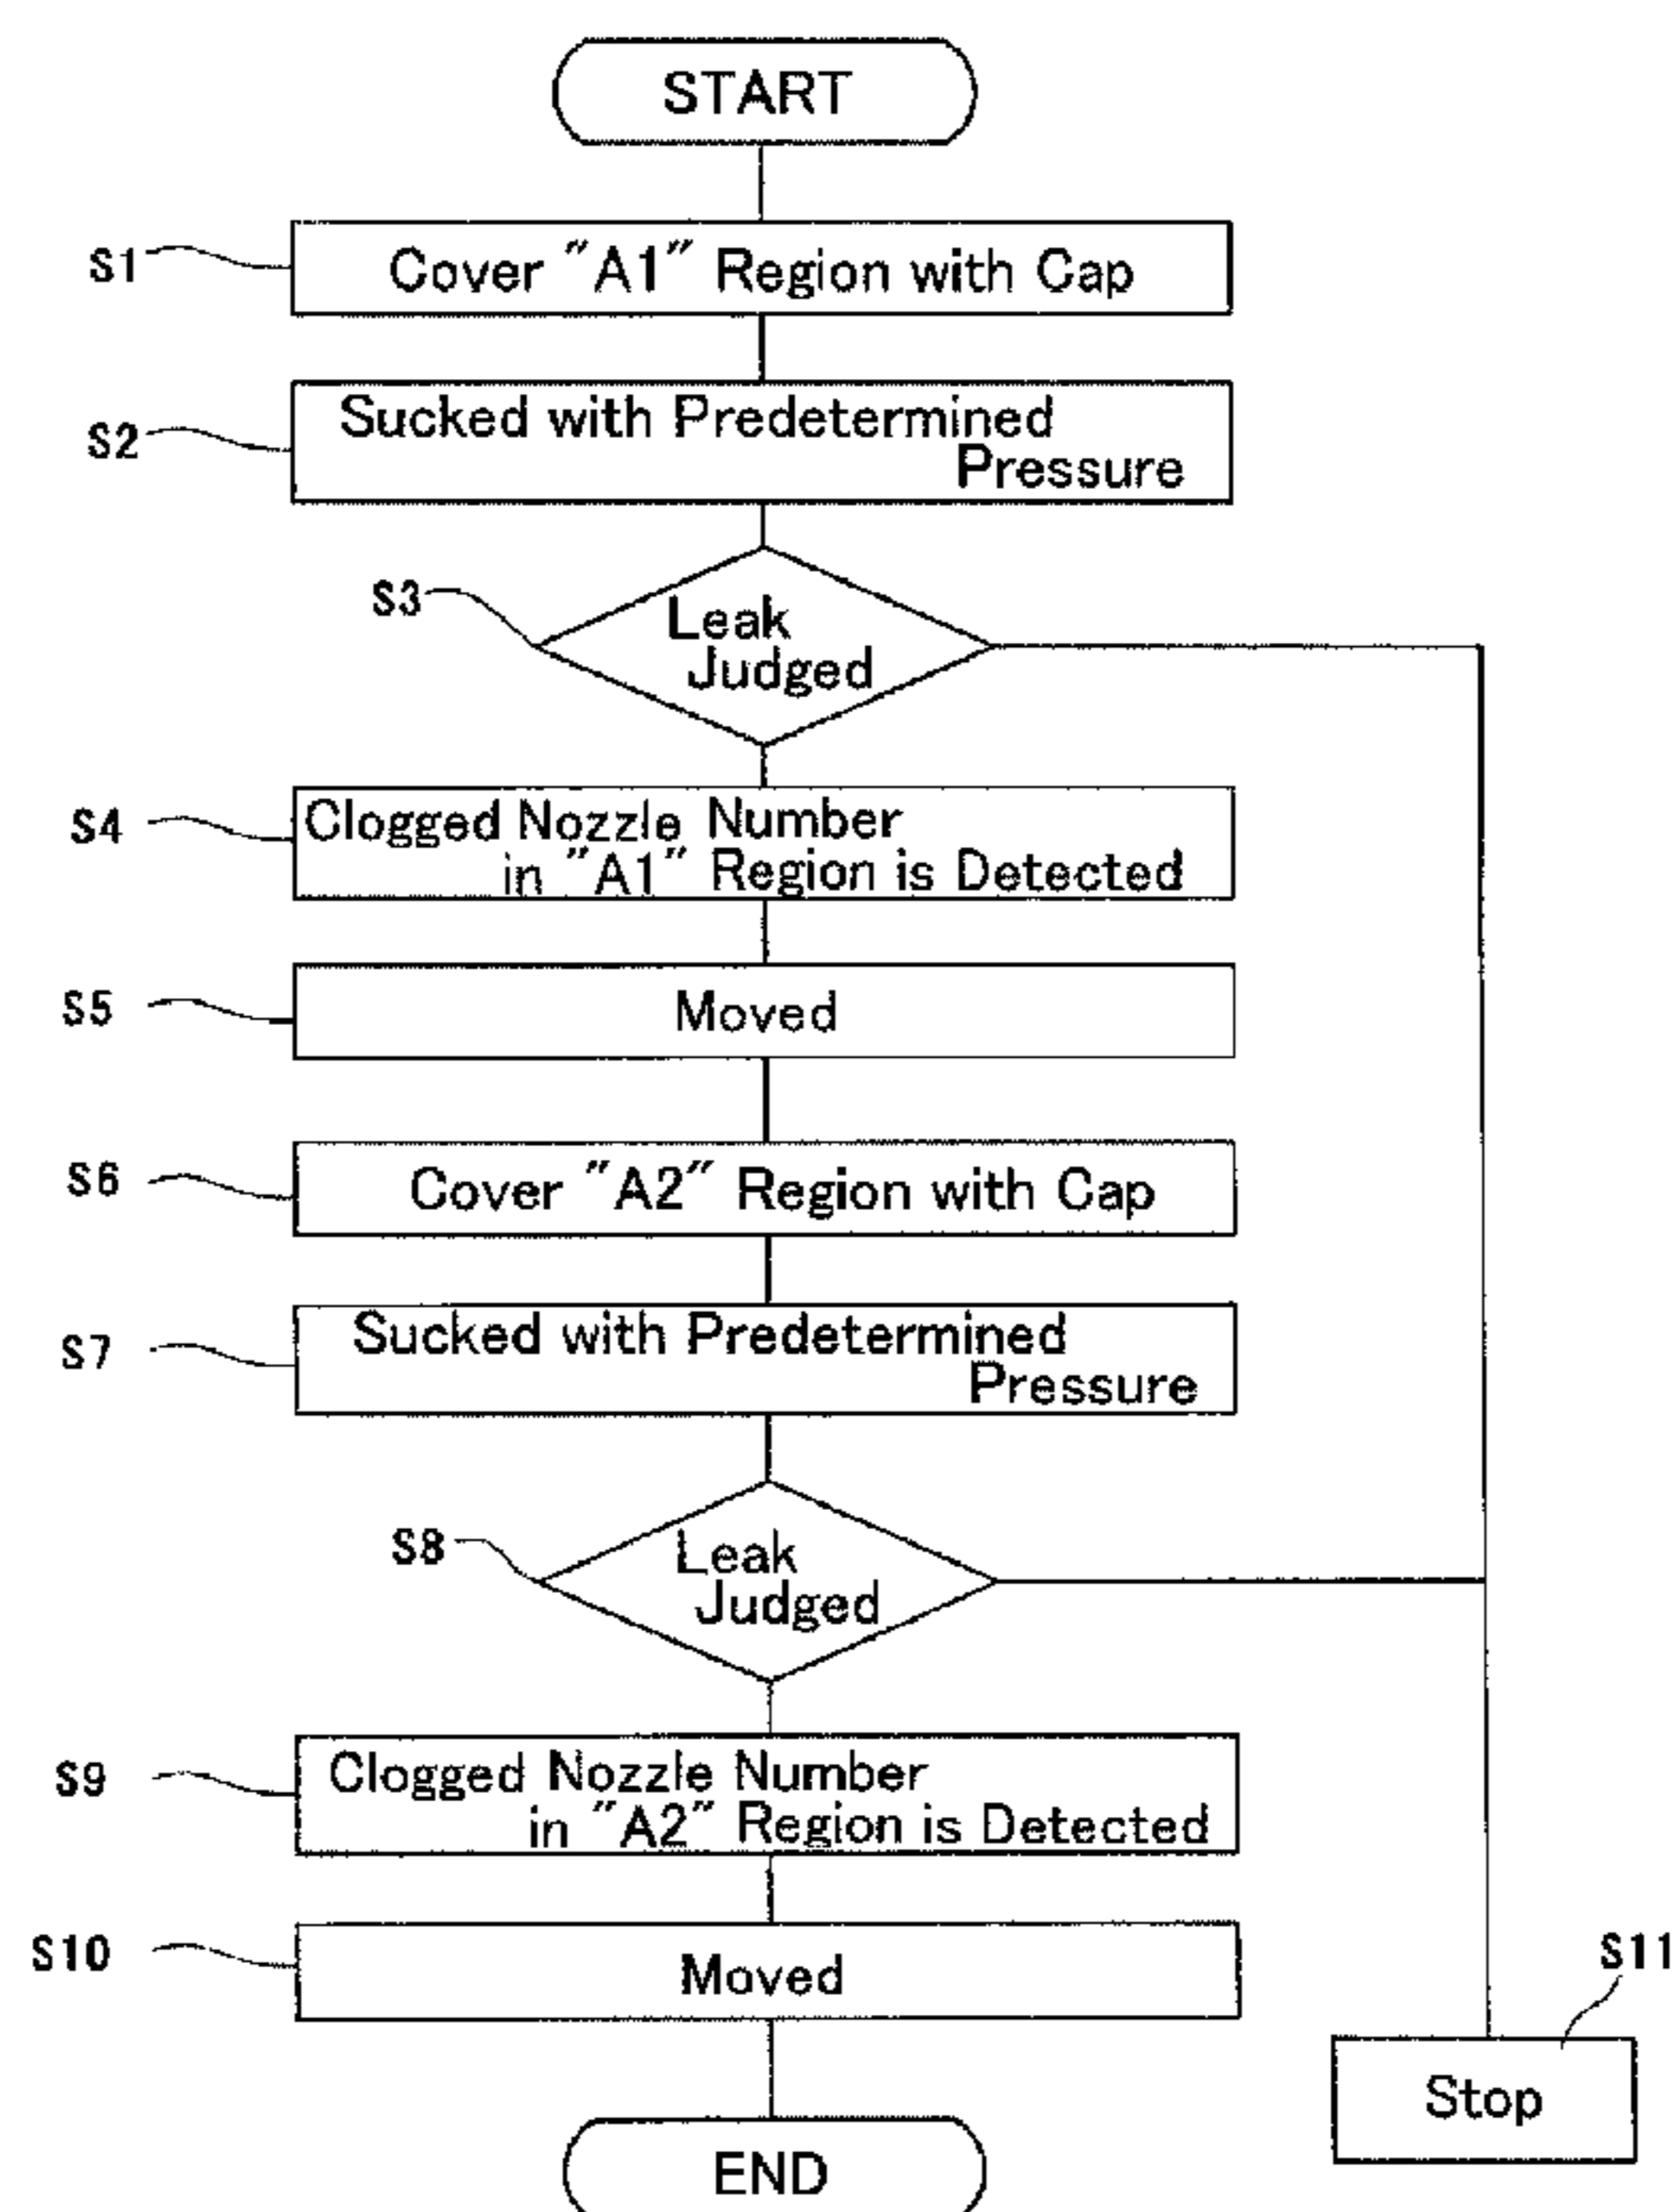 START
S1
Cover "A1" Region with Cap
S2
Sucked with Predetermined
Pressure
S3
Leak
Judged
S4
Clogged Nozzle Number
in "A1" Region is Detected
S5
Moved
S6
Cover "A2" Region with Cap
S7
Sucked with Predetermined
Pressure
S8
Leak
Judged
S9
Clogged Nozzle Number
in "A2" Region is Detected
S10
Moved
S11
Stop
END